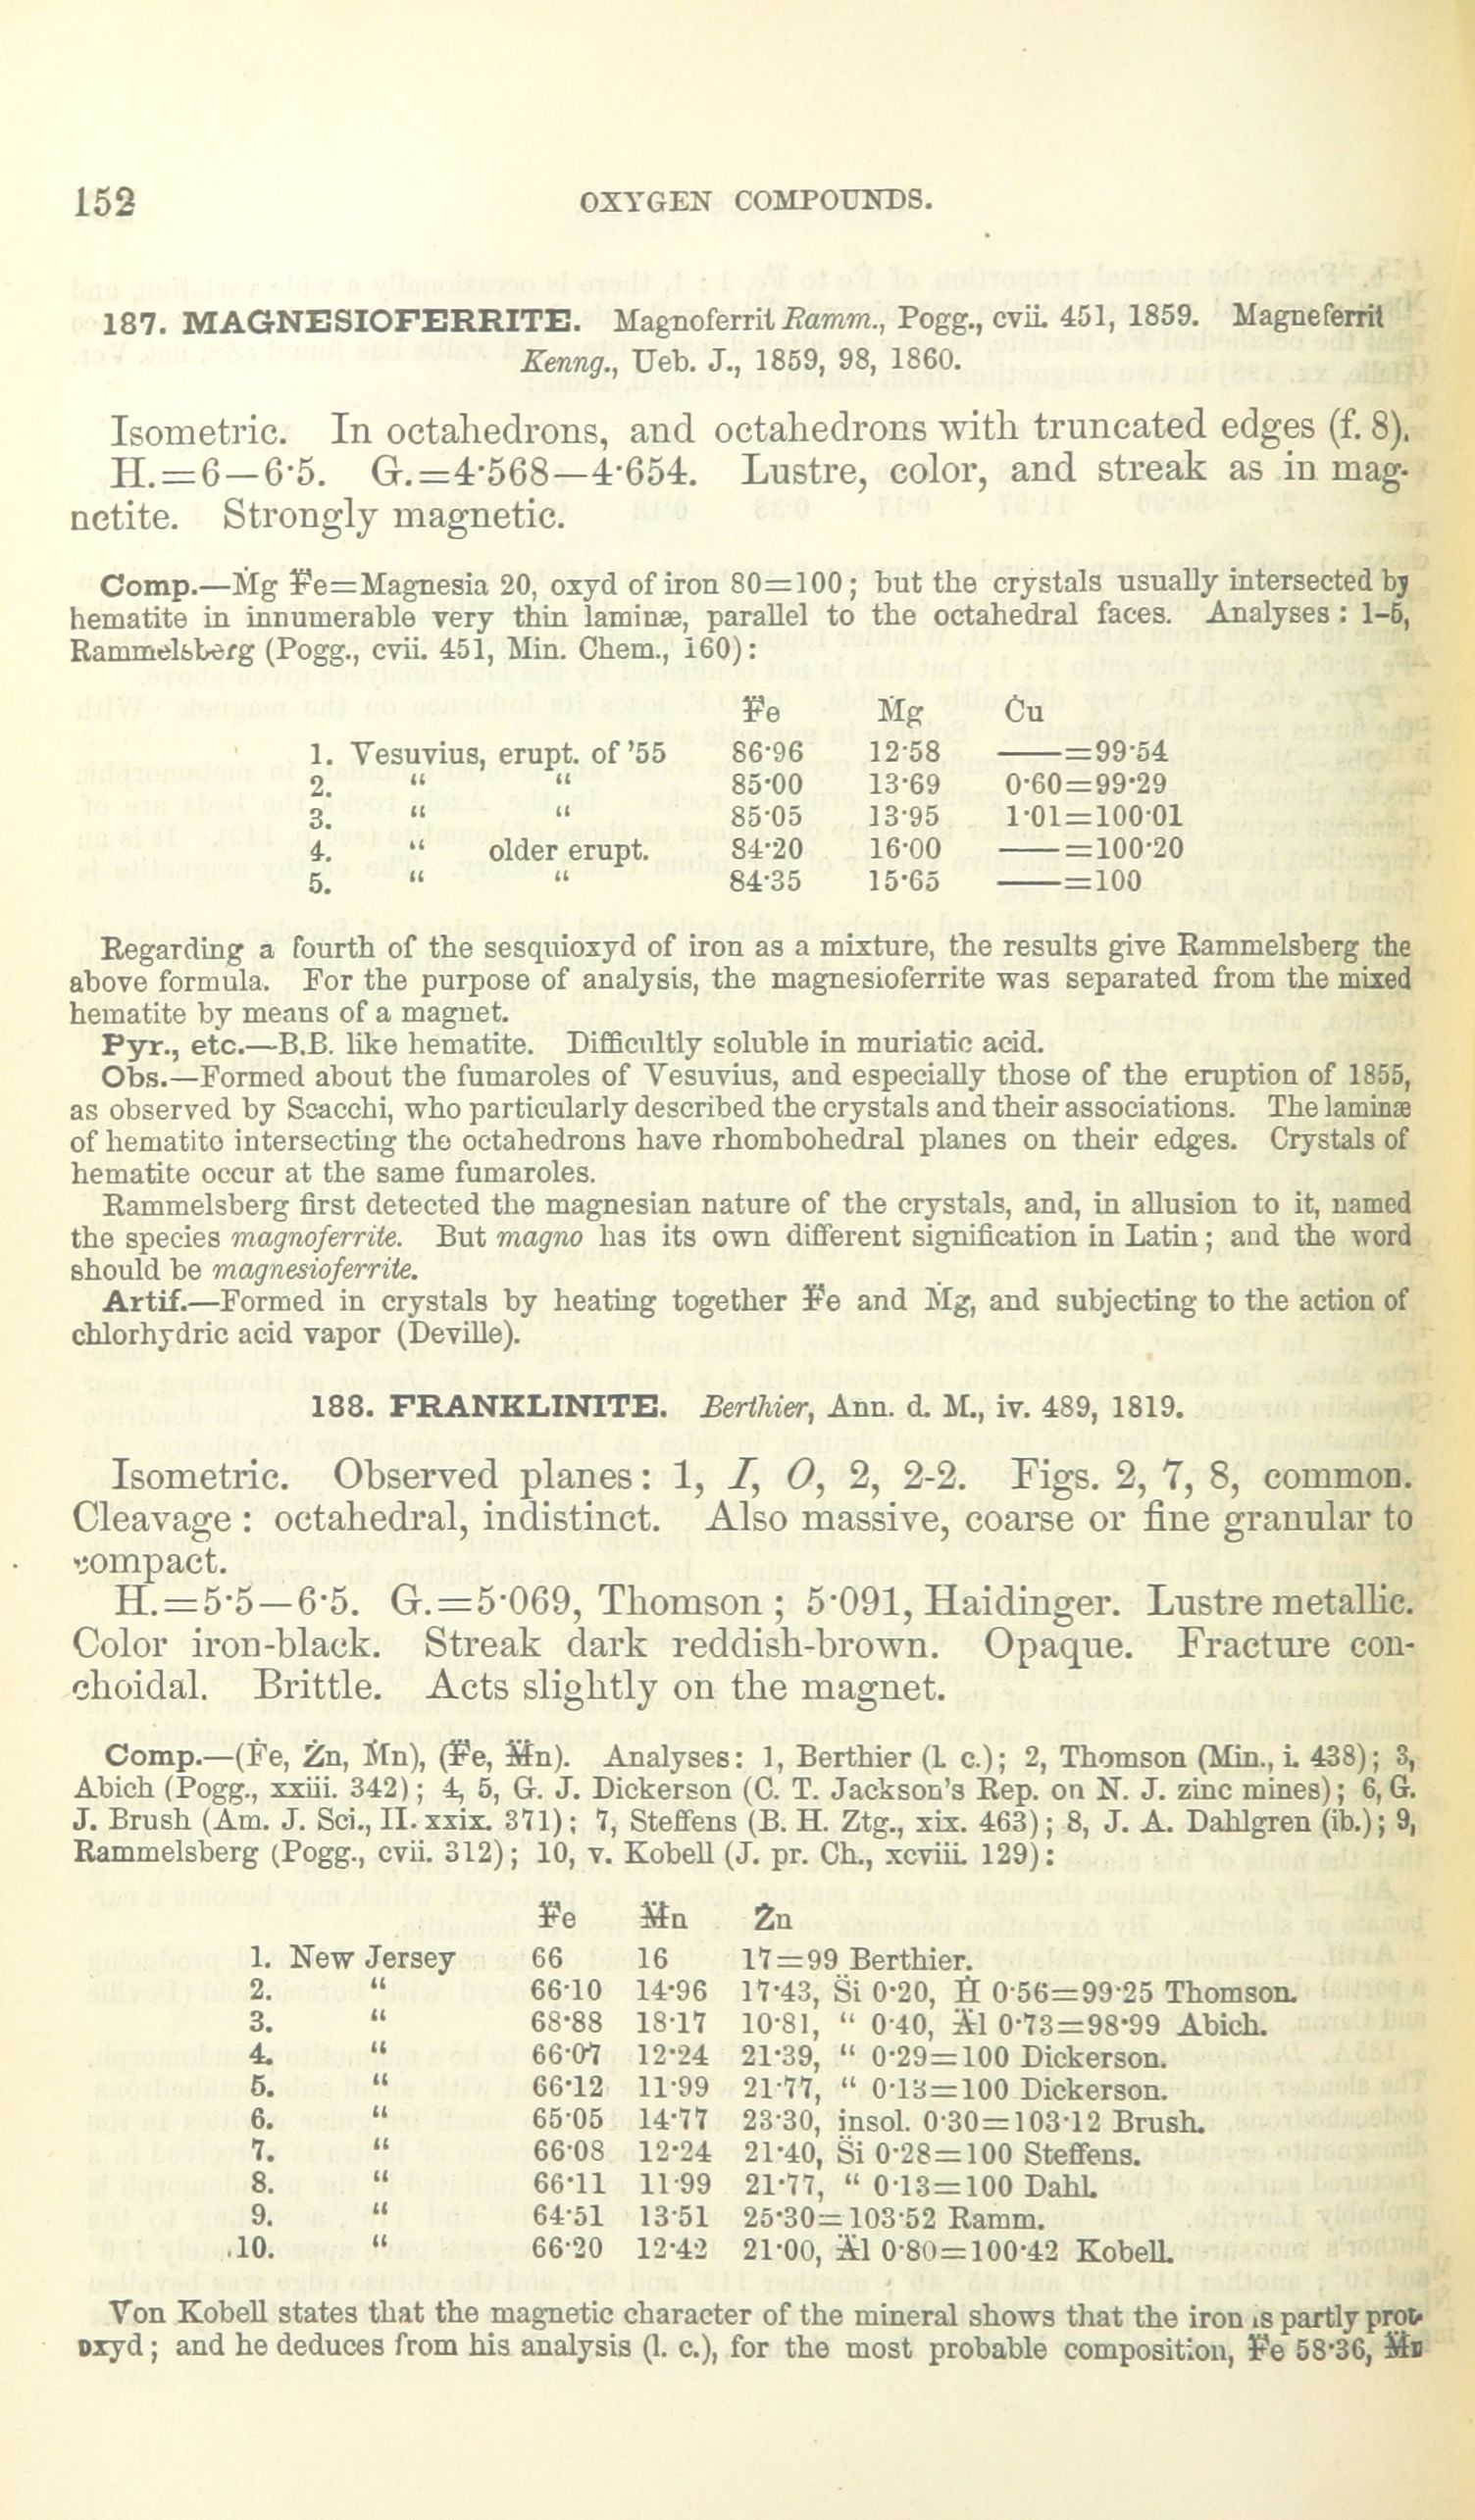 152 OXYGEN COMPOUNDS.
187. MAGNESIOFERRITE. Magnoferrit Ramm., Pogg., cvii. 451, 1859. Magneferrit
Kenng., Ueb. J., 1859, 98, 1860.
Isometric. In octahedrons, and octahedrons with truncated edges (f. 8).
H.=6—6·5. G.=4·568—4·654. Lustre, color, and streak as in mag-
netite. Strongly magnetic.
Comp.—Ṁg F̶̈e=Magnesia 20, oxyd of iron 80=100; but the crystals usually intersected by
hematite in innumerable very thin laminæ, parallel to the octahedral faces. Analyses: 1–5,
Rammelsberg (Pogg., cvii. 451, Min. Chem., 160):
F̶̈e Ṁg Ċu
1. Vesuvius, erupt. of '55 86·96 12·58 ——=99·54
2. “ “ 85·00 13·69 0·60=99·29
3. “ “ 85·05 13·95 1·01=100·01
4. “ older erupt. 84·20 16·00 ——=100·20
5. “ “ 84·35 15·65 ——=100
Regarding a fourth of the sesquioxyd of iron as a mixture, the results give Rammelsberg the
above formula. For the purpose of analysis, the magnesioferrite was separated from the mixed
hematite by means of a magnet.
Pyr., etc.—B.B. like hematite. Difficultly soluble in muriatic acid.
Obs.—Formed about the fumaroles of Vesuvius, and especially those of the eruption of 1855,
as observed by Scacchi, who particularly described the crystals and their associations. The laminæ
of hematite intersecting the octahedrons have rhombohedral planes on their edges. Crystals of
hematite occur at the same fumaroles.
Rammelsberg first detected the magnesian nature of the crystals, and, in allusion to it, named
the species magnoferrite. But magno has its own different signification in Latin; and the word
should be magnesioferrite.
Artif.—Formed in crystals by heating together F̶̈e and Ṁg, and subjecting to the action of
chlorhydric acid vapor (Deville).
188. FRANKLINITE. Berthier, Ann. d. M., iv. 489, 1819.
Isometric. Observed planes: 1, I, O, 2, 2-2. Figs. 2, 7, 8, common.
Cleavage: octahedral, indistinct. Also massive, coarse or fine granular to
compact.
H.=5·5—6·5. G.=5·069, Thomson; 5·091, Haidinger. Lustre metallic.
Color iron-black. Streak dark reddish-brown. Opaque. Fracture con-
choidal. Brittle. Acts slightly on the magnet.
Comp.—(Ḟe, Żn, Ṁn), (F̶̈e, M̶̈n). Analyses: 1, Berthier (l. c.); 2, Thomson (Min., i. 438); 3,
Abich (Pogg., xxiii. 342); 4, 5, G. J. Dickerson (C. T. Jackson's Rep. on N. J. zinc mines); 6, G.
J. Brush (Am. J. Sci., II. xxix. 371); 7, Steffens (B. H. Ztg., xix. 463); 8, J. A. Dahlgren (ib.); 9,
Rammelsberg (Pogg., cvii. 312); 10, v. Kobell (J. pr. Ch., xcviii. 129):
F̶̈e M̶̈n Żn
1. New Jersey 66 16 17=99 Berthier.
2. “ 66·10 14·96 17·43, S̈i 0·20, Ḣ 0·56=99·25 Thomson.
3. “ 68·88 18·17 10·81, “ 0·40, Ä̶l 0·73=98·99 Abich.
4. “ 66·07 12·24 21·39, “ 0·29=100 Dickerson.
5. “ 66·12 11·99 21·77, “ 0·13=100 Dickerson.
6. “ 65·05 14·77 23·30, insol. 0·30=103·12 Brush.
7. “ 66·08 12·24 21·40, S̈i 0·28=100 Steffens.
8. “ 66·11 11·99 21·77, “ 0·13=100 Dahl.
9. “ 64·51 13·51 25·30=103·52 Ramm.
10. “ 66·20 12·42 21·00, Ä̶l 0·80=100·42 Kobell.
Von Kobell states that the magnetic character of the mineral shows that the iron is partly prot-
oxyd; and he deduces from his analysis (l. c.), for the most probable composition, F̶̈e 58·36, M̶̈n